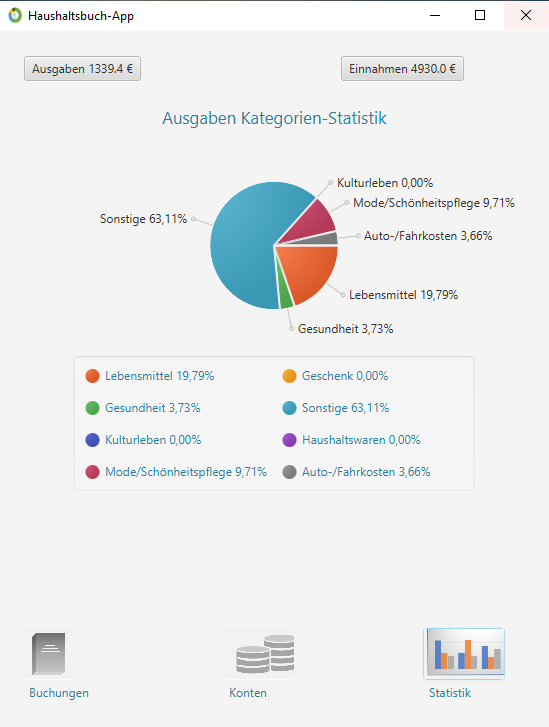 Haushaltsbuch-App
Ausgaben 1339.4 €
Einnahmen 4930.0 €
Ausgaben Kategorien-Statistik
Kulturleben 0,00%
Mode/Schönheitspflege 9,71%
Sonstige 63,11%
Auto-/Fahrkosten 3,66%
Lebensmittel 19,79%
Gesundheit 3,73%
Lebensmittel 19,79%
Geschenk 0,00%
Gesundheit 3,73%
Sonstige 63,11%
Kulturleben 0,00%
Haushaltswaren 0,00%
Mode/Schönheitspflege 9,71%
Auto-/Fahrkosten 3,66%
Buchungen
Konten
Statistik